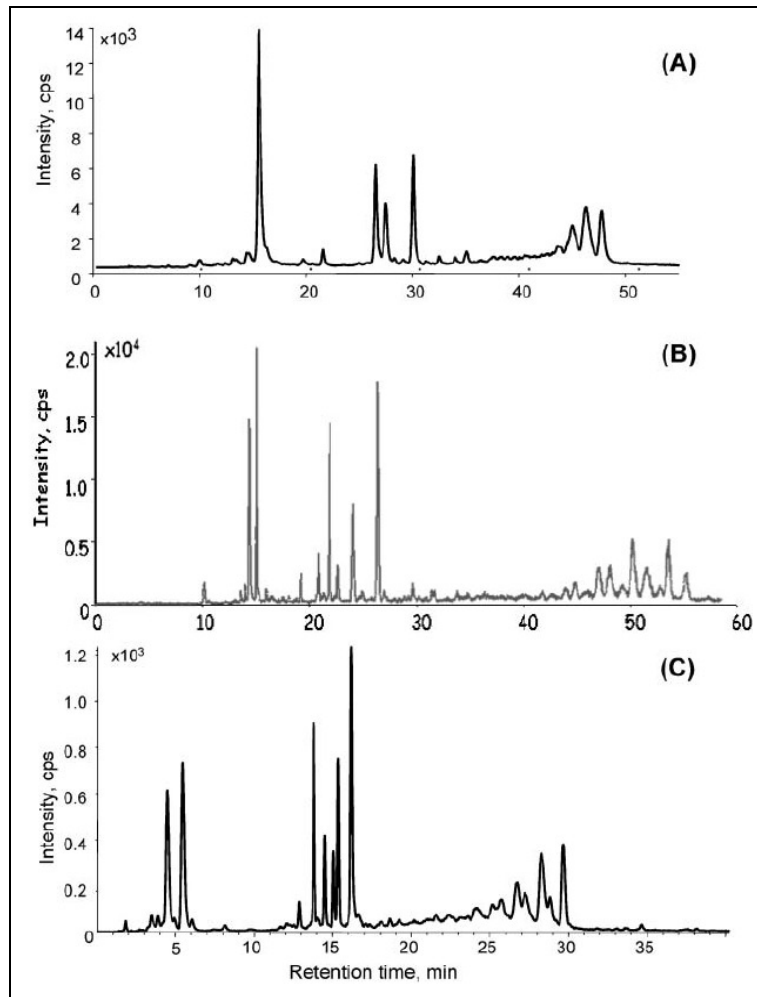 ×10³
(A)
Intensity, cps
14
12
10
8
6
4
2
0
0 10 20 30 40 50
×10⁴
(B)
Intensity, cps
2.0
1.5
1.0
0.5
0
0 10 20 30 40 50 60
×10³
(C)
Intensity, cps
1.2
1.0
0.8
0.6
0.4
0.2
0
5 10 15 20 25 30 35
Retention time, min